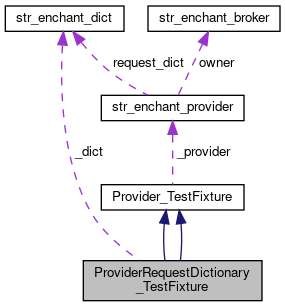 str_enchant_dict
str_enchant_broker
request_dict
owner
str_enchant_provider
_dict
_provider
Provider_TestFixture
ProviderRequestDictionary
_TestFixture